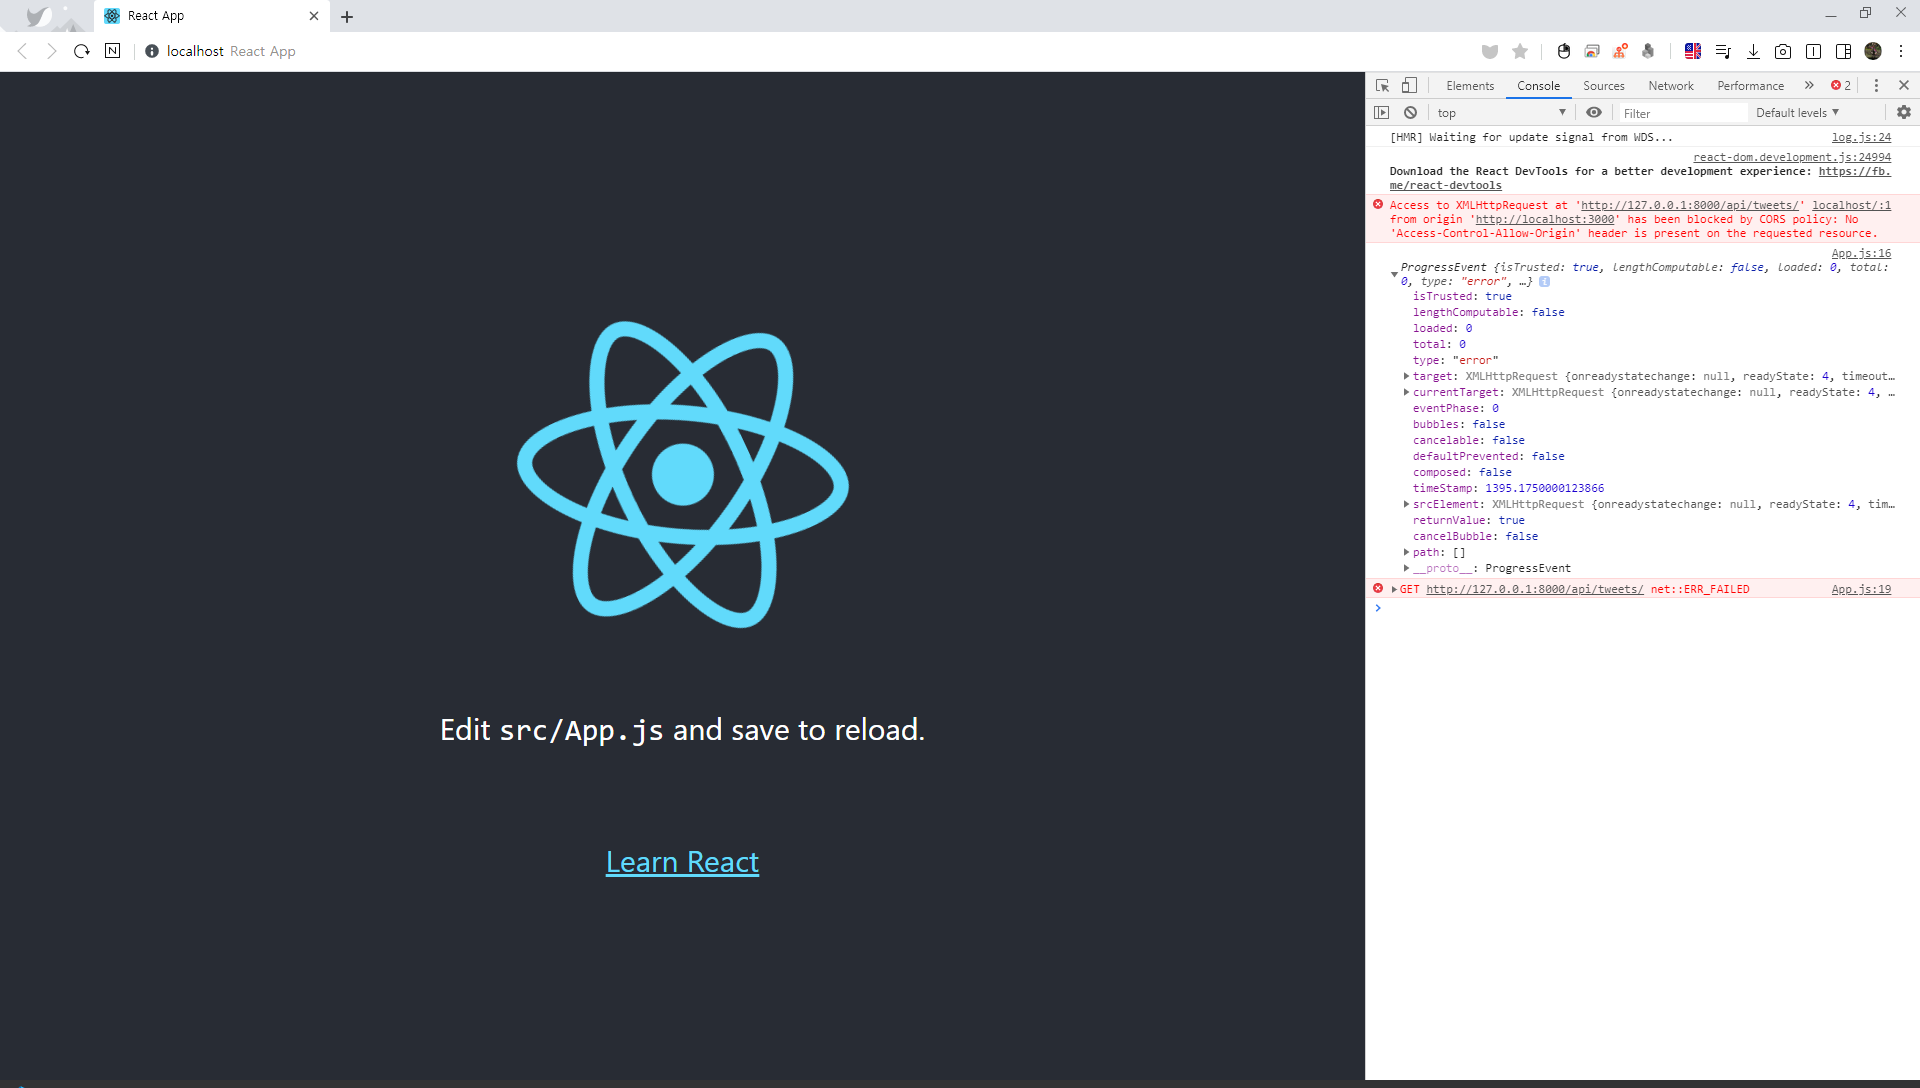 React App
localhost React App
Edit src/App.js and save to reload.
Learn React
Elements Console Sources Network Performance 2
top Filter Default levels
[HMR] Waiting for update signal from WDS... log.js:24
react-dom.development.js:24994
Download the React DevTools for a better development experience: https://fb.
me/react-devtools
Access to XMLHttpRequest at 'http://127.0.0.1:8000/api/tweets/' localhost/:1
from origin 'http://localhost:3000' has been blocked by CORS policy: No
'Access-Control-Allow-Origin' header is present on the requested resource.
App.js:16
ProgressEvent {isTrusted: true, lengthComputable: false, loaded: 0, total:
0, type: "error", …} i
isTrusted: true
lengthComputable: false
loaded: 0
total: 0
type: "error"
target: XMLHttpRequest {onreadystatechange: null, readyState: 4, timeout…
currentTarget: XMLHttpRequest {onreadystatechange: null, readyState: 4, …
eventPhase: 0
bubbles: false
cancelable: false
defaultPrevented: false
composed: false
timeStamp: 1395.1750000123866
srcElement: XMLHttpRequest {onreadystatechange: null, readyState: 4, tim…
returnValue: true
cancelBubble: false
path: []
__proto__: ProgressEvent
GET http://127.0.0.1:8000/api/tweets/ net::ERR_FAILED App.js:19